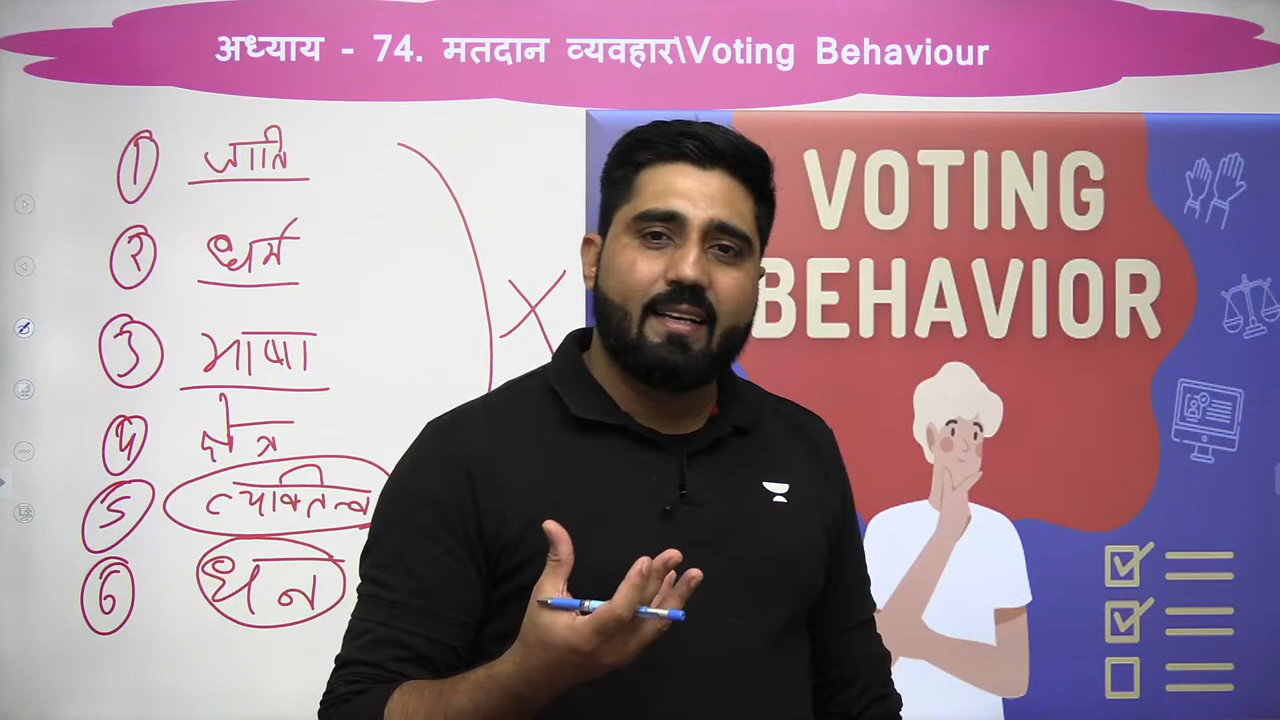 अध्याय - 74. मतदान व्यवहार\Voting Behaviour
① जाति
② धर्म
③ भाषा
④ क्षेत्र
⑤ व्यक्तित्व
⑥ धन
VOTING
BEHAVIOR